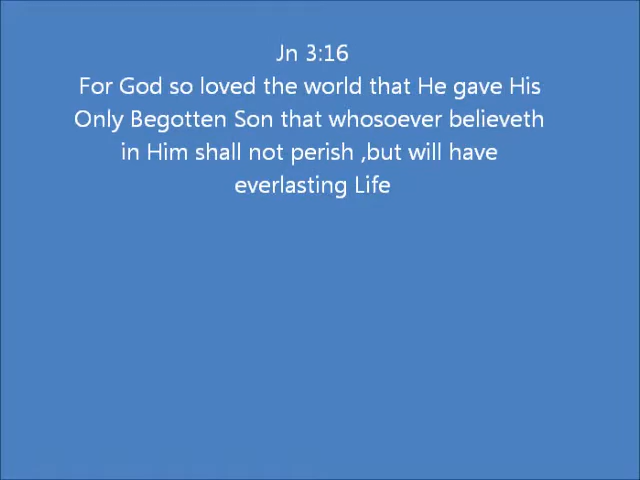 Jn 3:16
For God so loved the world that He gave His
Only Begotten Son that whosoever believeth
in Him shall not perish ,but will have
everlasting Life